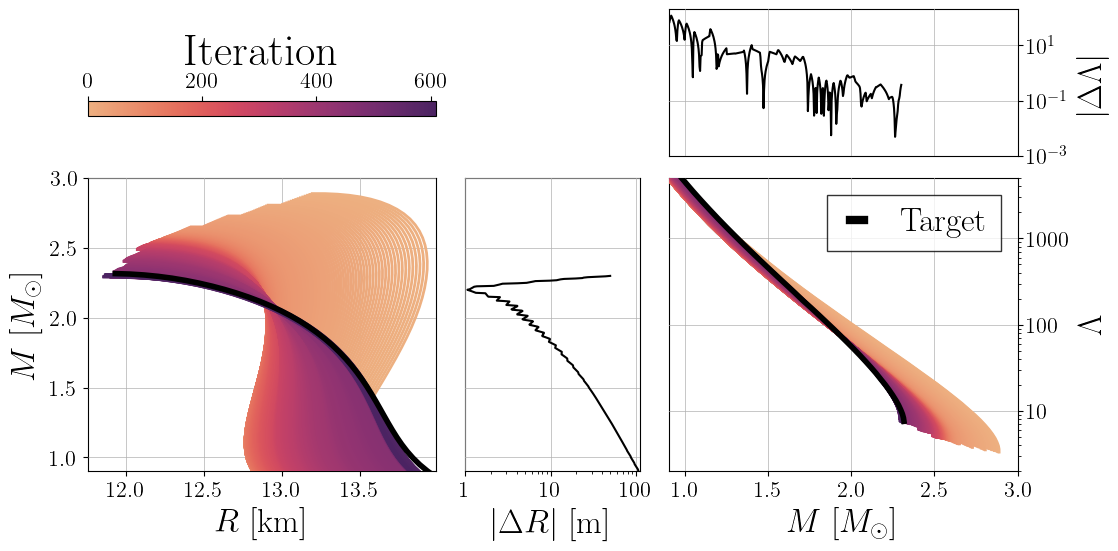 Iteration
0 200 400 600
10¹
10⁻¹
10⁻³
|ΔΛ|
3.0
2.5
2.0
1.5
1.0
M [M⊙]
12.0 12.5 13.0 13.5
R [km]
1 10 100
|ΔR| [m]
Target
1000
100
10
Λ
1.0 1.5 2.0 2.5 3.0
M [M⊙]